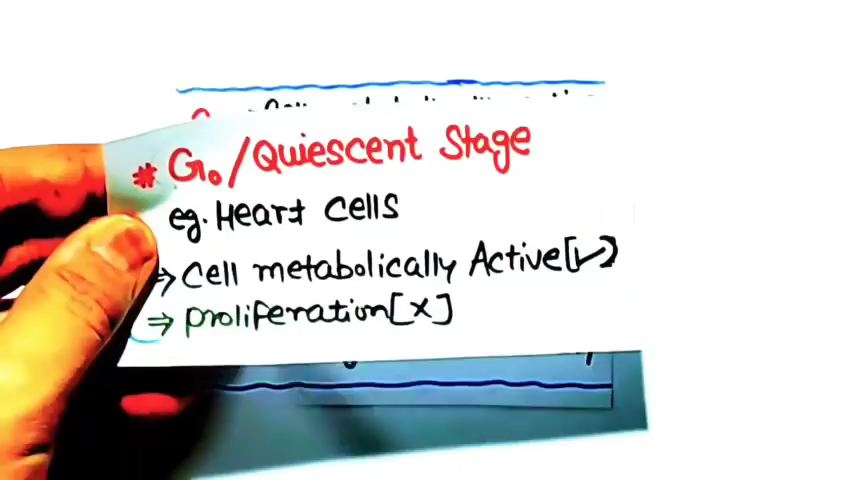 * G₀/Quiescent Stage
eg. Heart cells
⇒ Cell metabolically Active[✓]
⇒ proliferation[x]